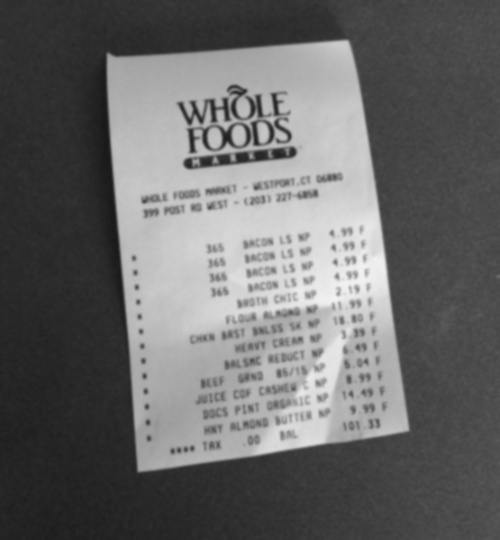 WHOLE
FOODS
MARKET
WHOLE FOODS MARKET - WESTPORT,CT 06880
399 POST RD WEST - (203) 227-6858
365 BACON LS NP 4.99 F
365 BACON LS NP 4.99 F
365 BACON LS NP 4.99 F
365 BACON LS NP 4.99 F
BROTH CHIC NP 2.19 F
FLOUR ALMOND NP 11.99 F
CHKN BRST BNLSS SK NP 18.80 F
HEAVY CREAM NP 3.39 F
BALSMC REDUCT NP 6.49 F
BEEF GRND 85/15 NP 5.04 F
JUICE COF CASHEW C NP 8.99 F
DOCS PINT ORGANIC NP 14.49 F
HNY ALMOND BUTTER NP 9.99 F
**** TAX .00 BAL 101.33